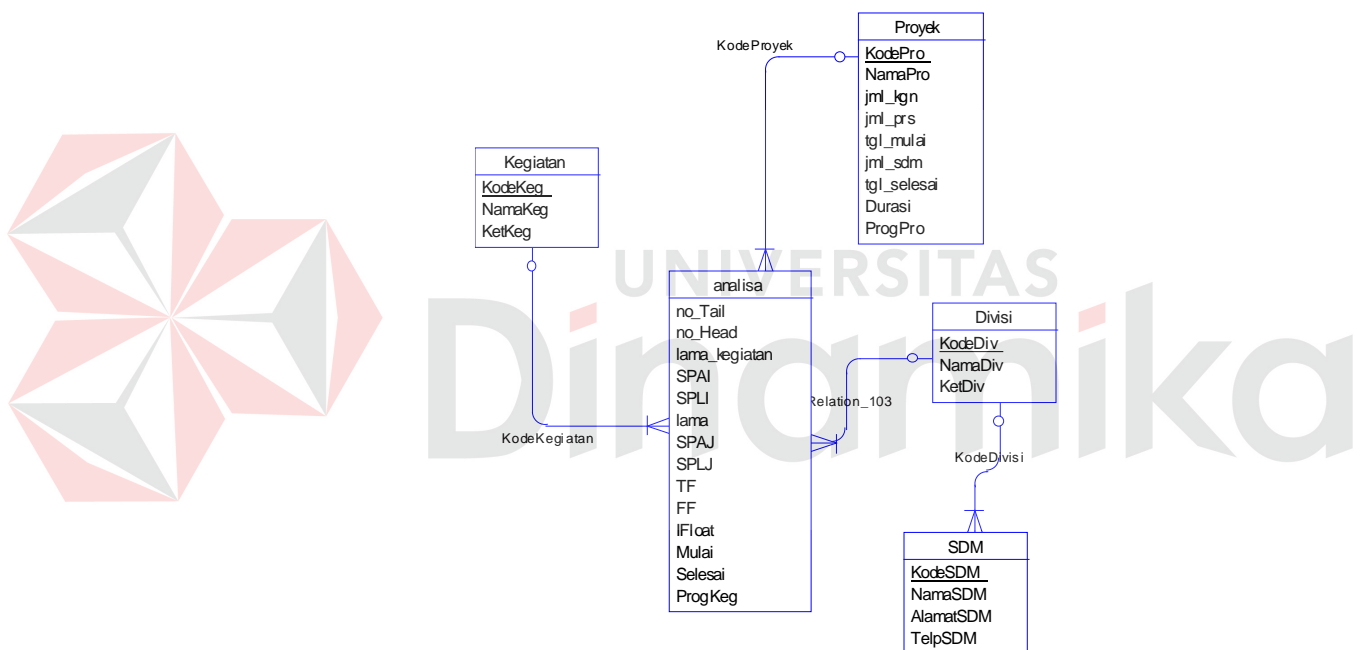 Proyek
KodePro
NamaPro
jml_kgn
jml_prs
tgl_mulai
jml_sdm
tgl_selesai
Durasi
ProgPro
KodeProyek
Kegiatan
KodeKeg
NamaKeg
KetKeg
UNIVERSITAS
Dinamika
analisa
no_Tail
no_Head
lama_kegiatan
SPAI
SPLI
lama
SPAJ
SPLJ
TF
FF
IFloat
Mulai
Selesai
ProgKeg
KodeKegiatan
Relation_103
Divisi
KodeDiv
NamaDiv
KetDiv
KodeDivisi
SDM
KodeSDM
NamaSDM
AlamatSDM
TelpSDM